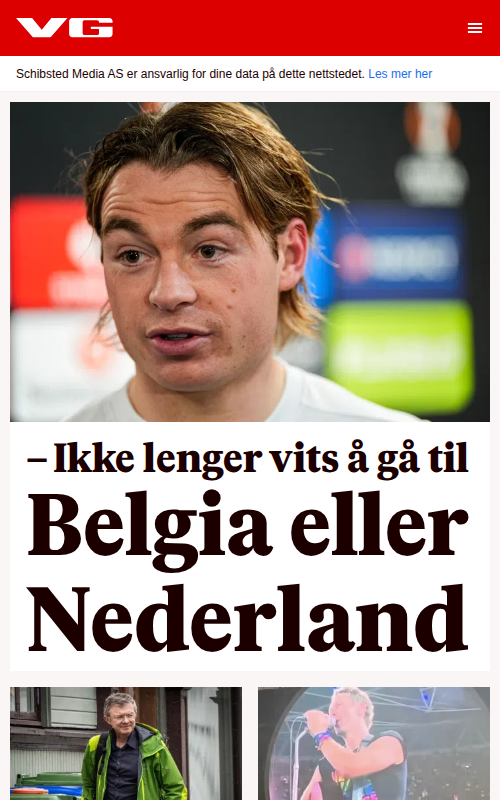 VG
Schibsted Media AS er ansvarlig for dine data på dette nettstedet. Les mer her
– Ikke lenger vits å gå til
Belgia eller
Nederland